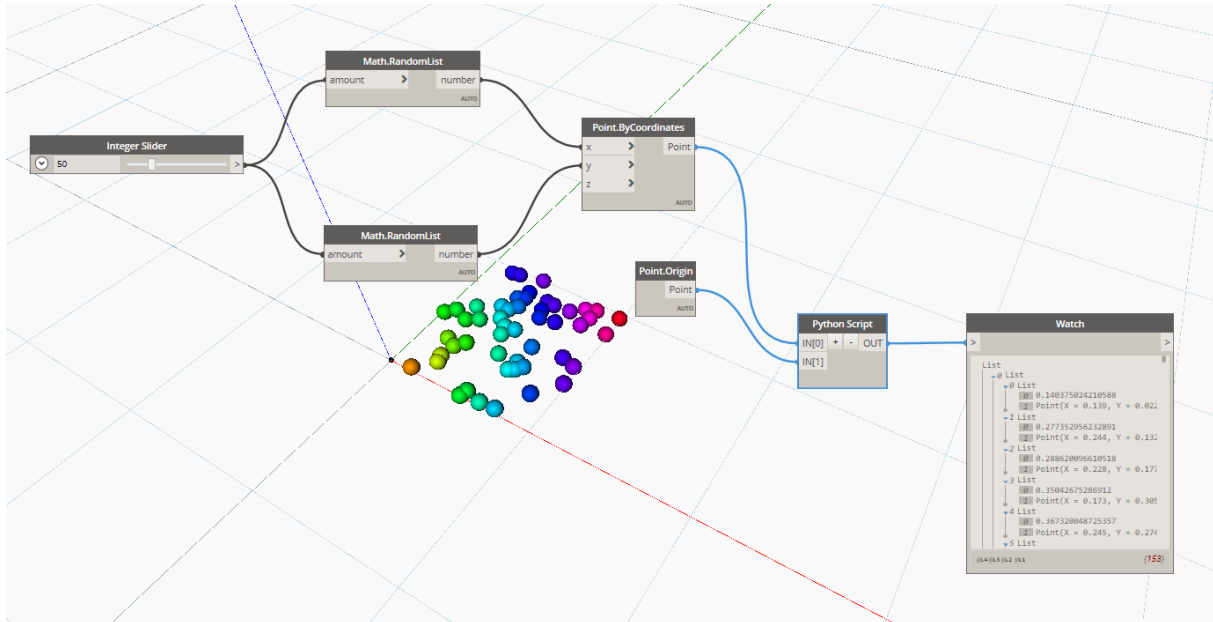 Math.RandomList
amount > number
AUTO
Integer Slider
50 >
Point.ByCoordinates
x > Point
y >
z >
AUTO
Math.RandomList
amount > number
AUTO
Point.Origin
Point
AUTO
Python Script
IN[0] + - OUT
IN[1]
Watch
> >
List
0 List
0 List
0 0.140375024210588
1 Point(X = 0.139, Y = 0.022
1 List
0 0.277352956232891
1 Point(X = 0.244, Y = 0.132
2 List
0 0.288620096610518
1 Point(X = 0.228, Y = 0.177
3 List
0 0.35042675286912
1 Point(X = 0.173, Y = 0.305
4 List
0 0.367320048725357
1 Point(X = 0.245, Y = 0.274
5 List
@L4 @L3 @L2 @L1 {153}